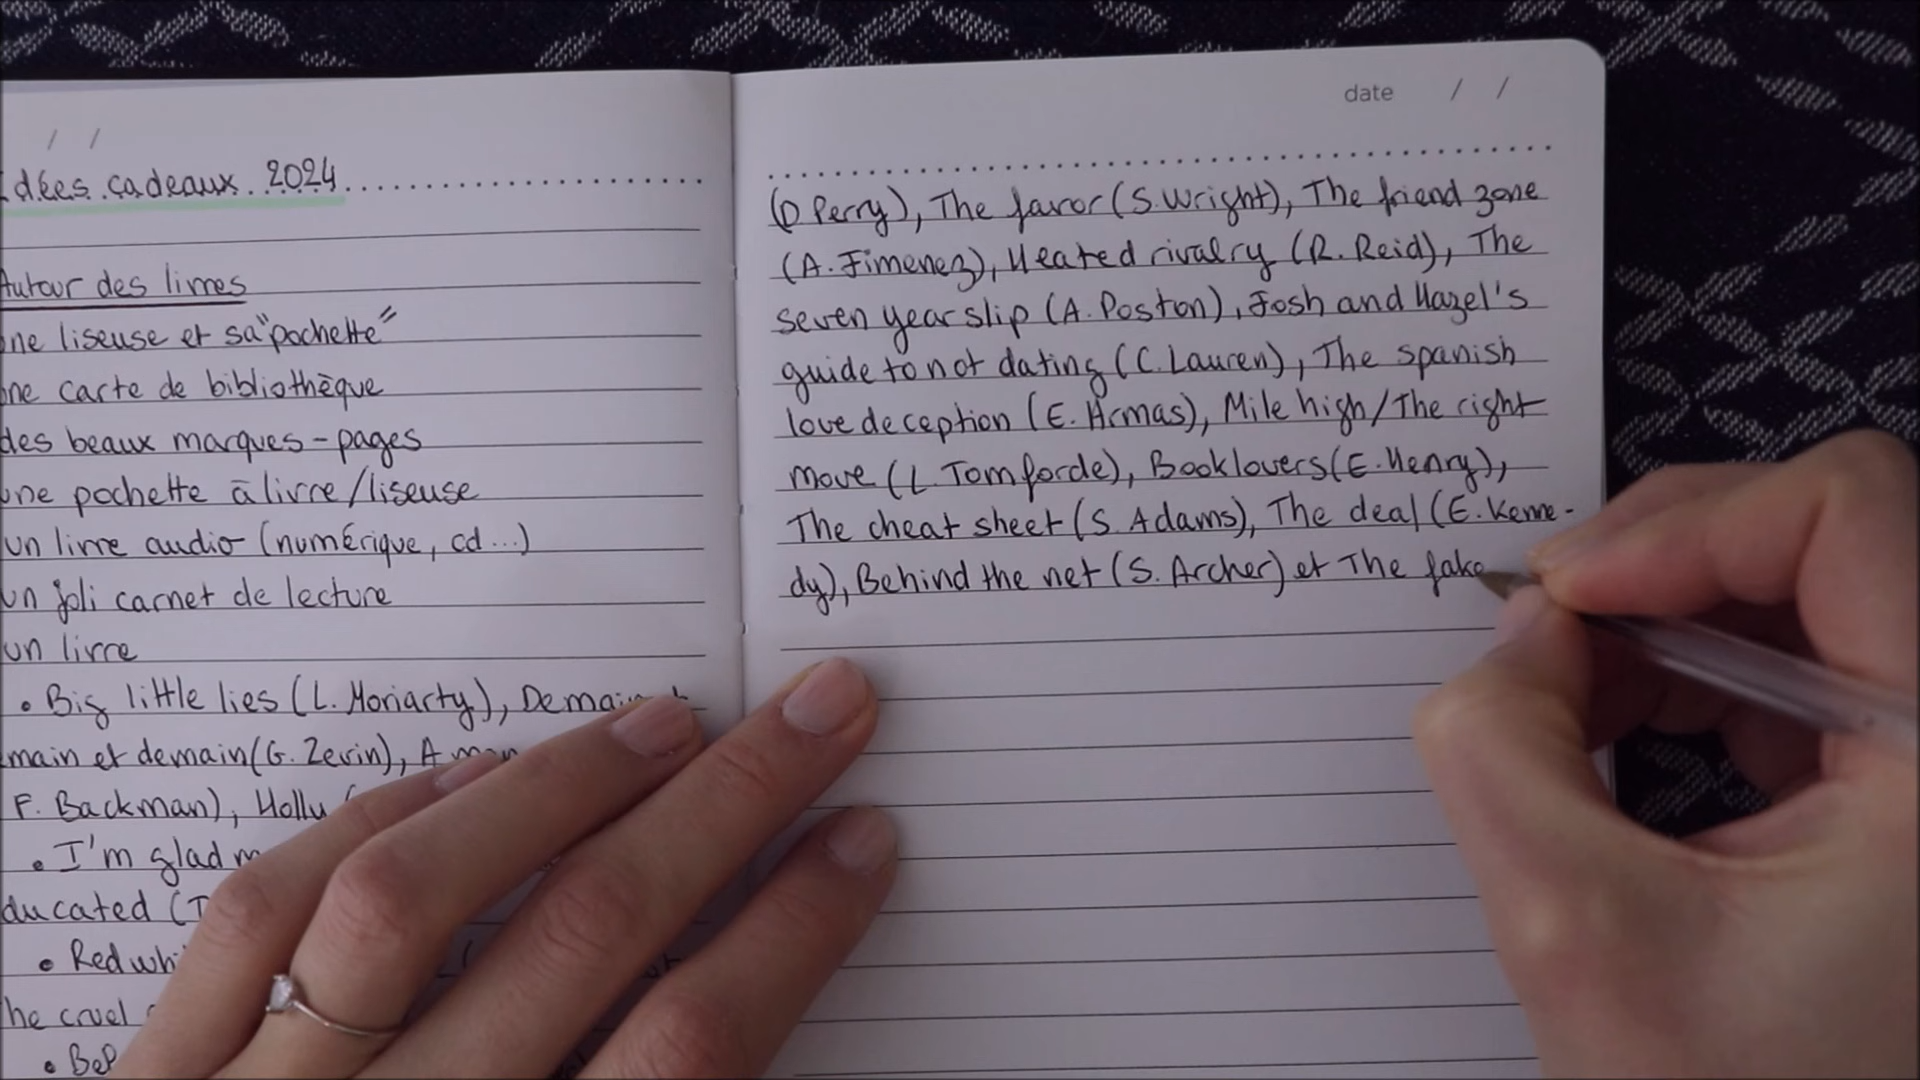 / /
dées cadeaux 2024
Autour des livres
une liseuse et sa "pochette"
une carte de bibliothèque
des beaux marques-pages
une pochette à livre/liseuse
un livre audio (numérique, cd...)
un joli carnet de lecture
un livre
• Big little lies (L. Moriarty), Demain
main et demain (G. Zevin), A
F. Backman), Holly (
• I'm glad
ducated (
• Red
he cruel
•
date / /
(D Perry), The favor (S. Wright), The friend zone
(A. Jimenez), Heated rivalry (R. Reid), The
seven year slip (A. Poston), Josh and Hazel's
guide to not dating (C. Lauren), The spanish
love deception (E. Armas), Mile high/The right
move (L. Tomforde), Booklovers (E. Henry),
The cheat sheet (S. Adams), The deal (E. Kenne-
dy), Behind the net (S. Archer) et The fake